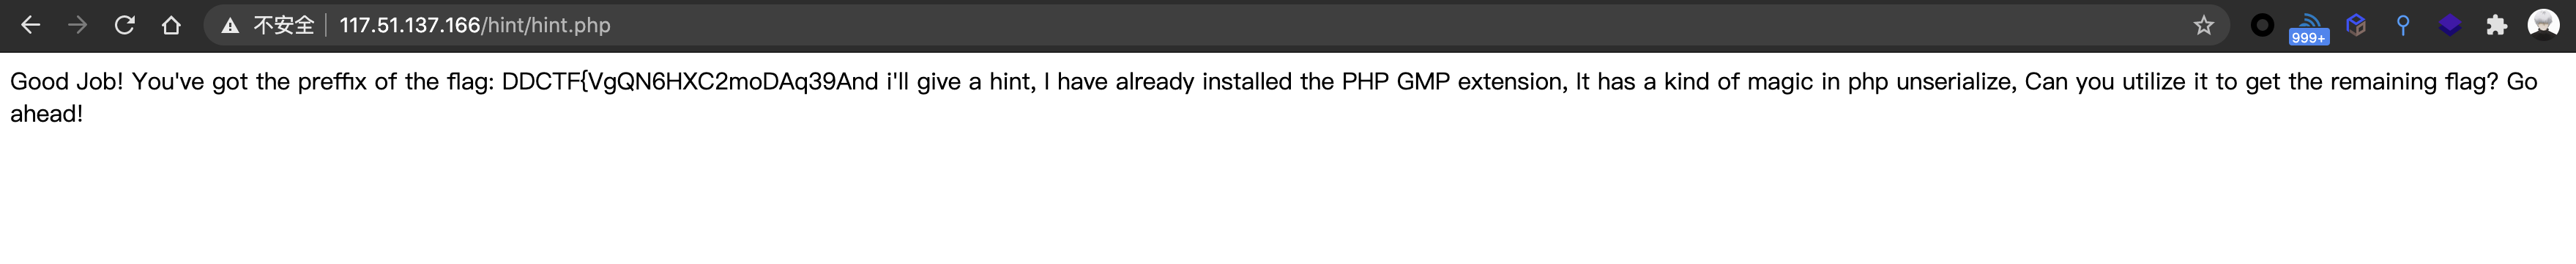 不安全 | 117.51.137.166/hint/hint.php
999+
Good Job! You've got the preffix of the flag: DDCTF{VgQN6HXC2moDAq39And i'll give a hint, I have already installed the PHP GMP extension, It has a kind of magic in php unserialize, Can you utilize it to get the remaining flag? Go
ahead!